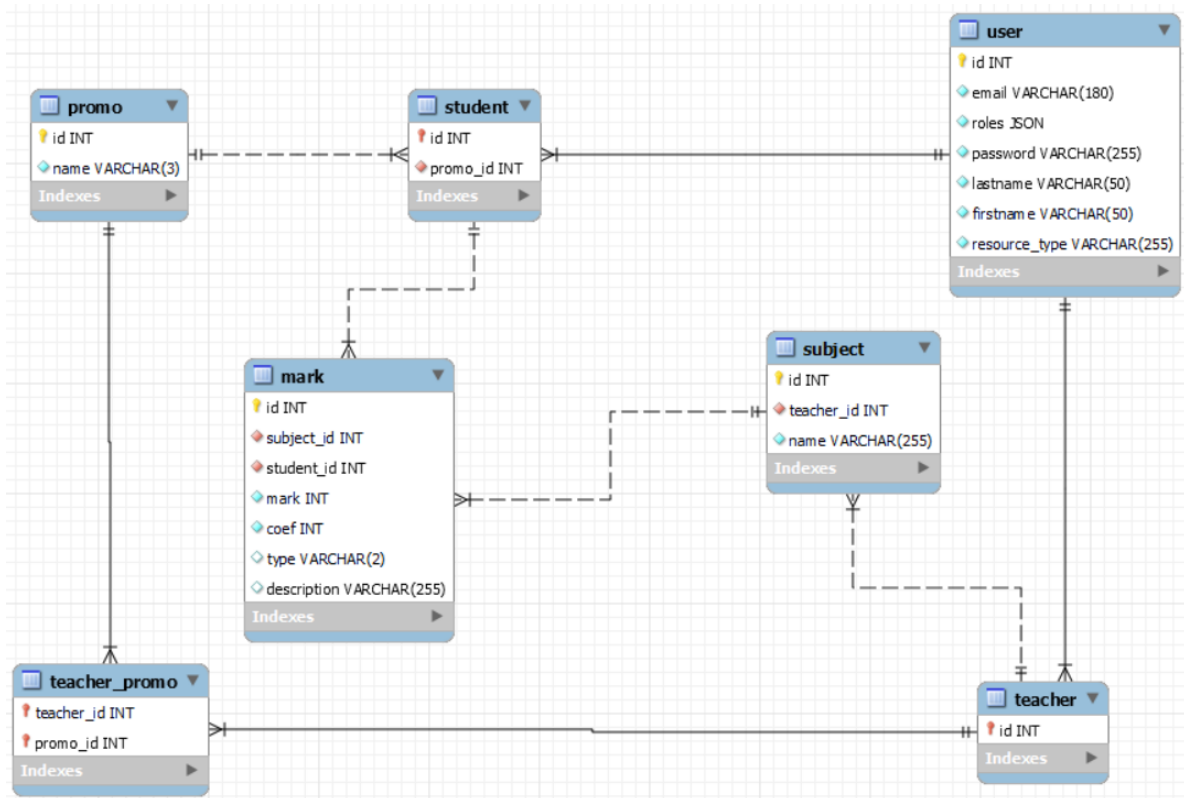 user
id INT
email VARCHAR(180)
roles JSON
password VARCHAR(255)
lastname VARCHAR(50)
firstname VARCHAR(50)
resource_type VARCHAR(255)
Indexes
promo
id INT
name VARCHAR(3)
Indexes
student
id INT
promo_id INT
Indexes
mark
id INT
subject_id INT
student_id INT
mark INT
coef INT
type VARCHAR(2)
description VARCHAR(255)
Indexes
subject
id INT
teacher_id INT
name VARCHAR(255)
Indexes
teacher_promo
teacher_id INT
promo_id INT
Indexes
teacher
id INT
Indexes